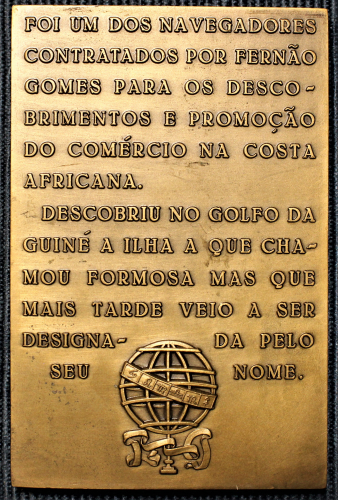 FOI UM DOS NAVEGADORES
CONTRATADOS POR FERNÃO
GOMES PARA OS DESCO-
BRIMENTOS E PROMOÇÃO
DO COMÉRCIO NA COSTA
AFRICANA.
DESCOBRIU NO GOLFO DA
GUINÉ A ILHA A QUE CHA-
MOU FORMOSA MAS QUE
MAIS TARDE VEIO A SER
DESIGNA- DA PELO
SEU NOME.